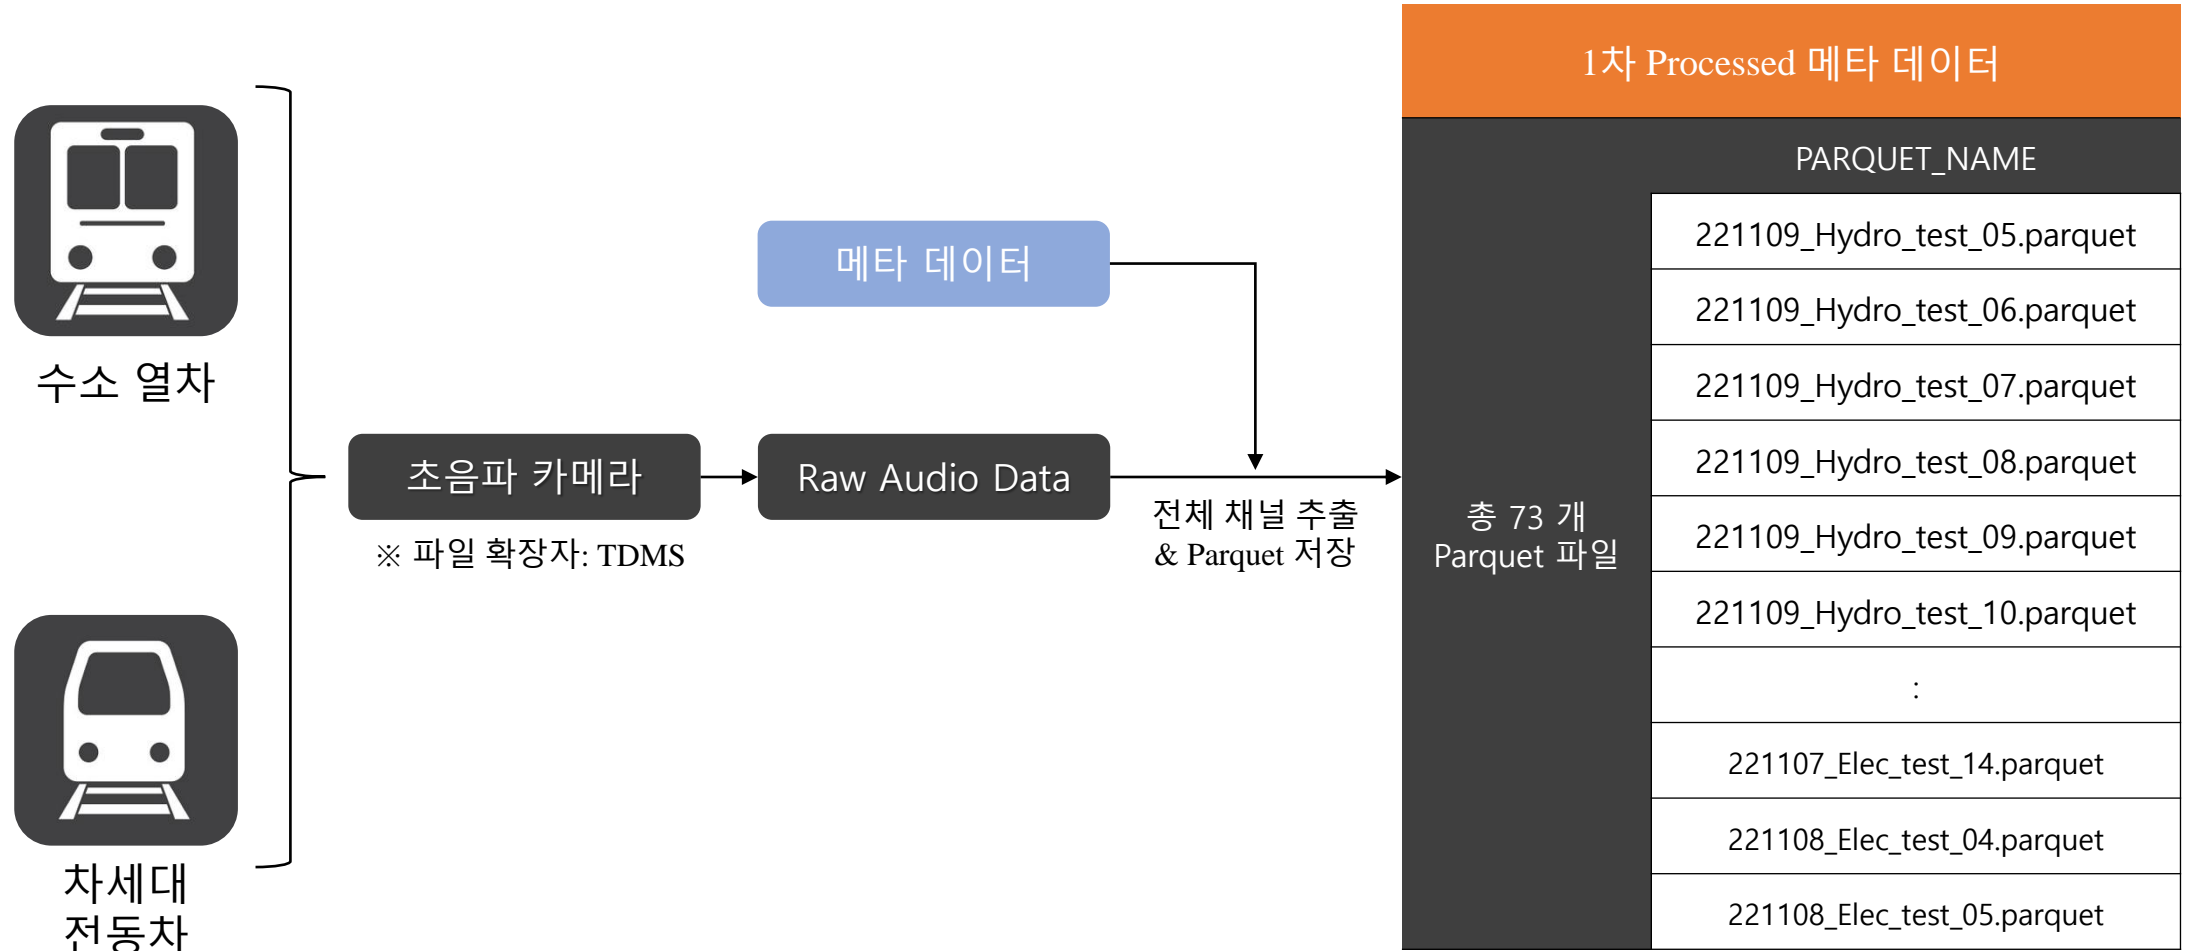 수소 열차
차세대
전동차
초음파 카메라
※ 파일 확장자: TDMS
메타 데이터
Raw Audio Data
전체 채널 추출
& Parquet 저장
1차 Processed 메타 데이터
총 73 개
Parquet 파일
PARQUET_NAME
221109_Hydro_test_05.parquet
221109_Hydro_test_06.parquet
221109_Hydro_test_07.parquet
221109_Hydro_test_08.parquet
221109_Hydro_test_09.parquet
221109_Hydro_test_10.parquet
:
221107_Elec_test_14.parquet
221108_Elec_test_04.parquet
221108_Elec_test_05.parquet